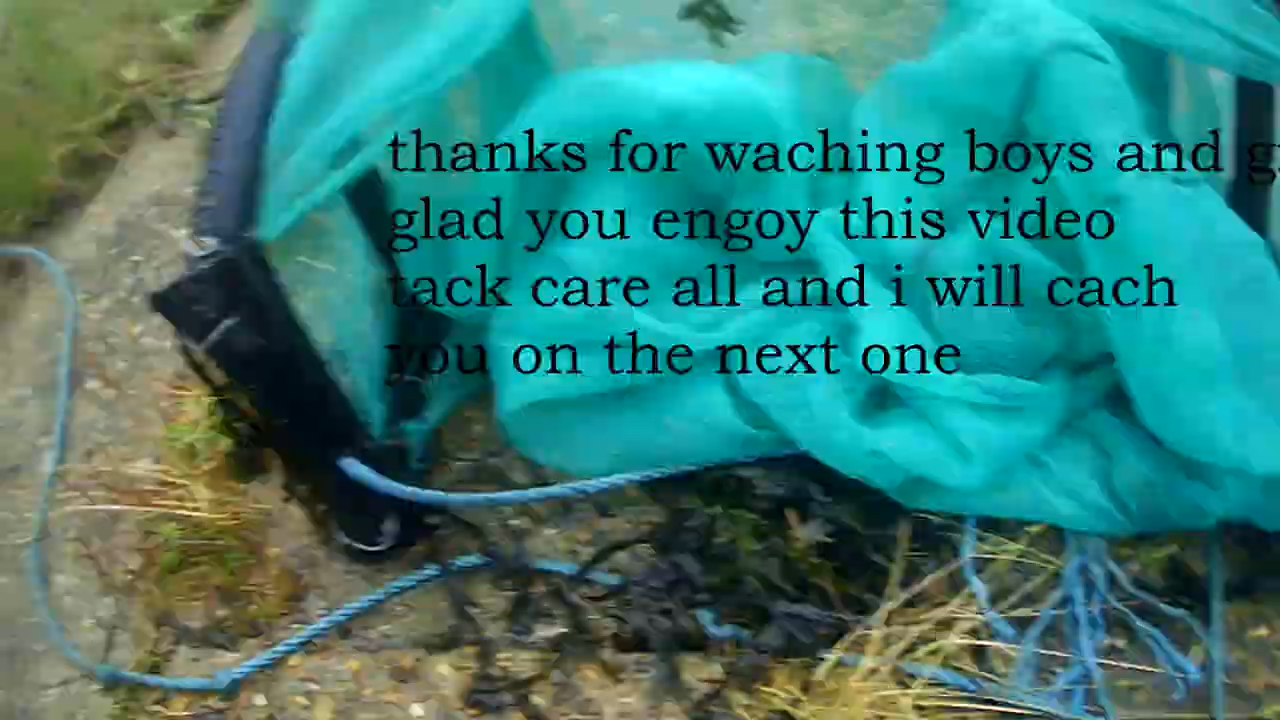 thanks for waching boys and
glad you engoy this video
tack care all and i will cach
you on the next one